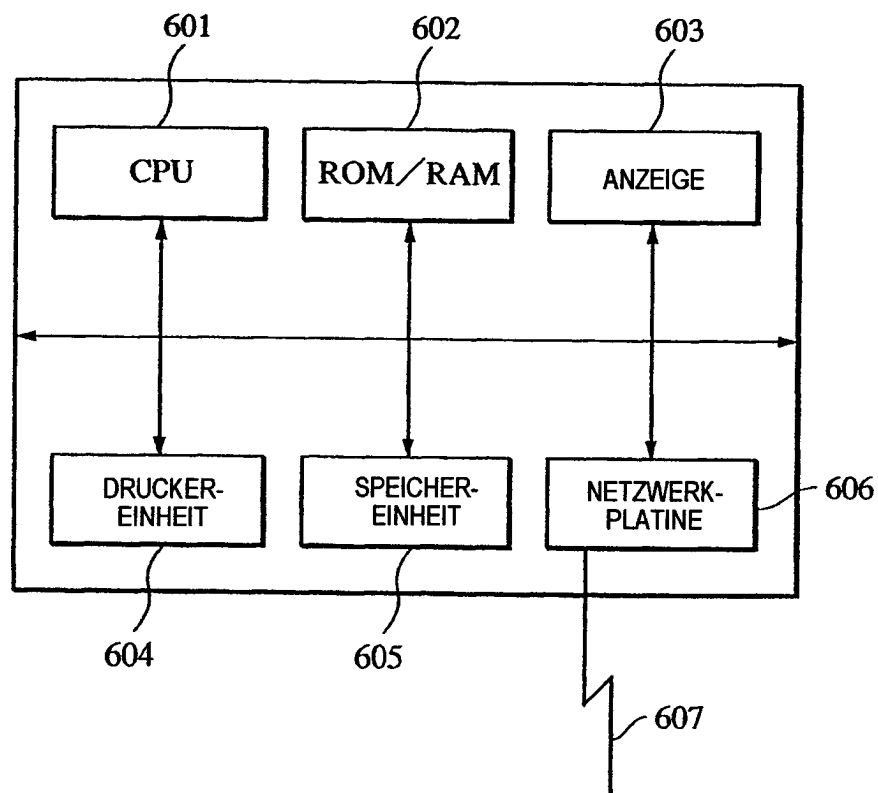 601
602
603
CPU
ROM/RAM
ANZEIGE
DRUCKER-
EINHEIT
SPEICHER-
EINHEIT
NETZWERK-
PLATINE
606
604
605
607